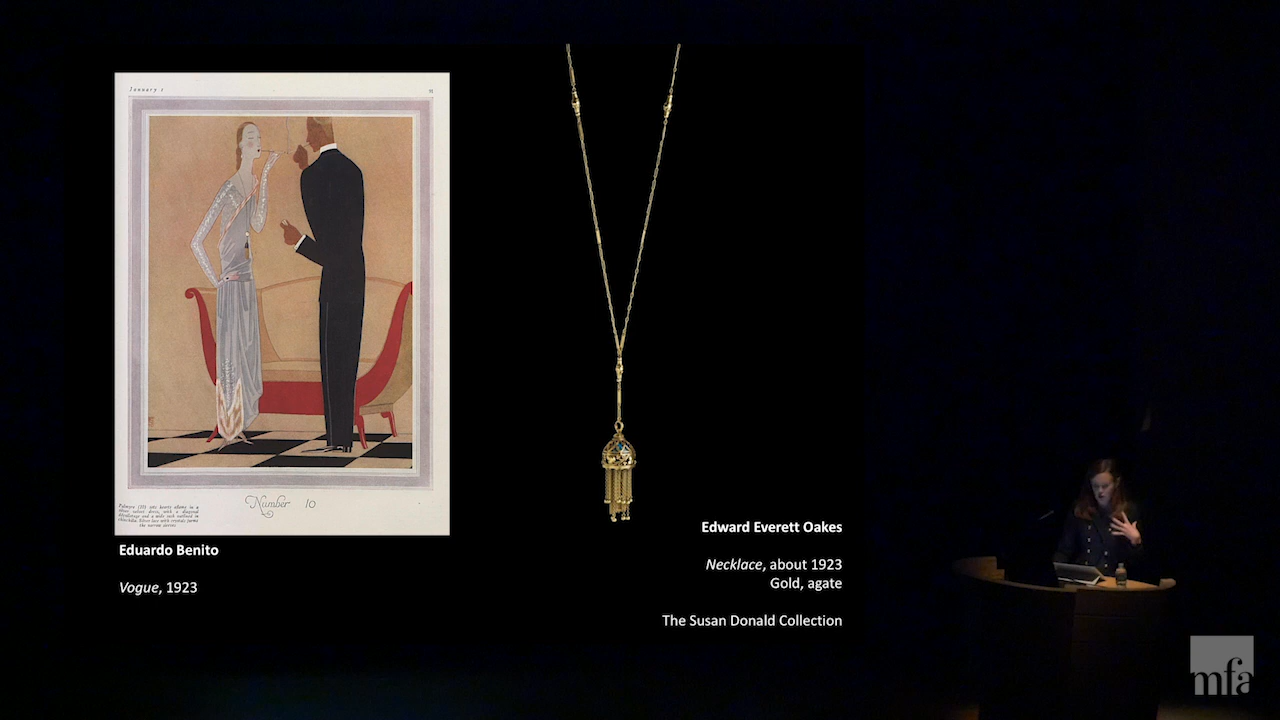 January 1
Number 10
Eduardo Benito
Vogue, 1923
Edward Everett Oakes
Necklace, about 1923
Gold, agate
The Susan Donald Collection
mfa